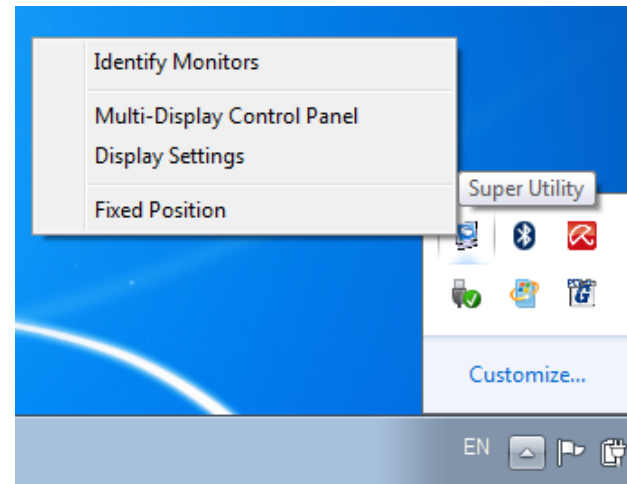 Identify Monitors
Multi-Display Control Panel
Display Settings
Fixed Position
Super Utility
Customize...
EN